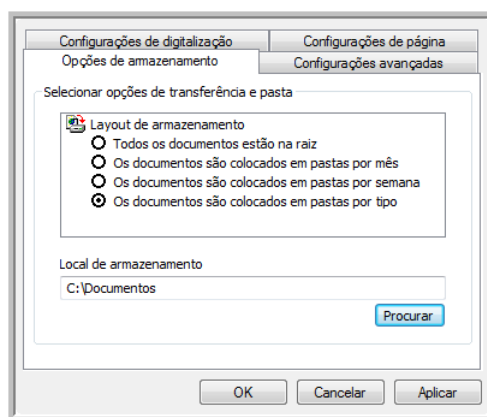 Configurações de digitalização
Configurações de página
Opções de armazenamento
Configurações avançadas
Selecionar opções de transferência e pasta
Layout de armazenamento
Todos os documentos estão na raiz
Os documentos são colocados em pastas por mês
Os documentos são colocados em pastas por semana
Os documentos são colocados em pastas por tipo
Local de armazenamento
C:\Documentos
Procurar
OK
Cancelar
Aplicar